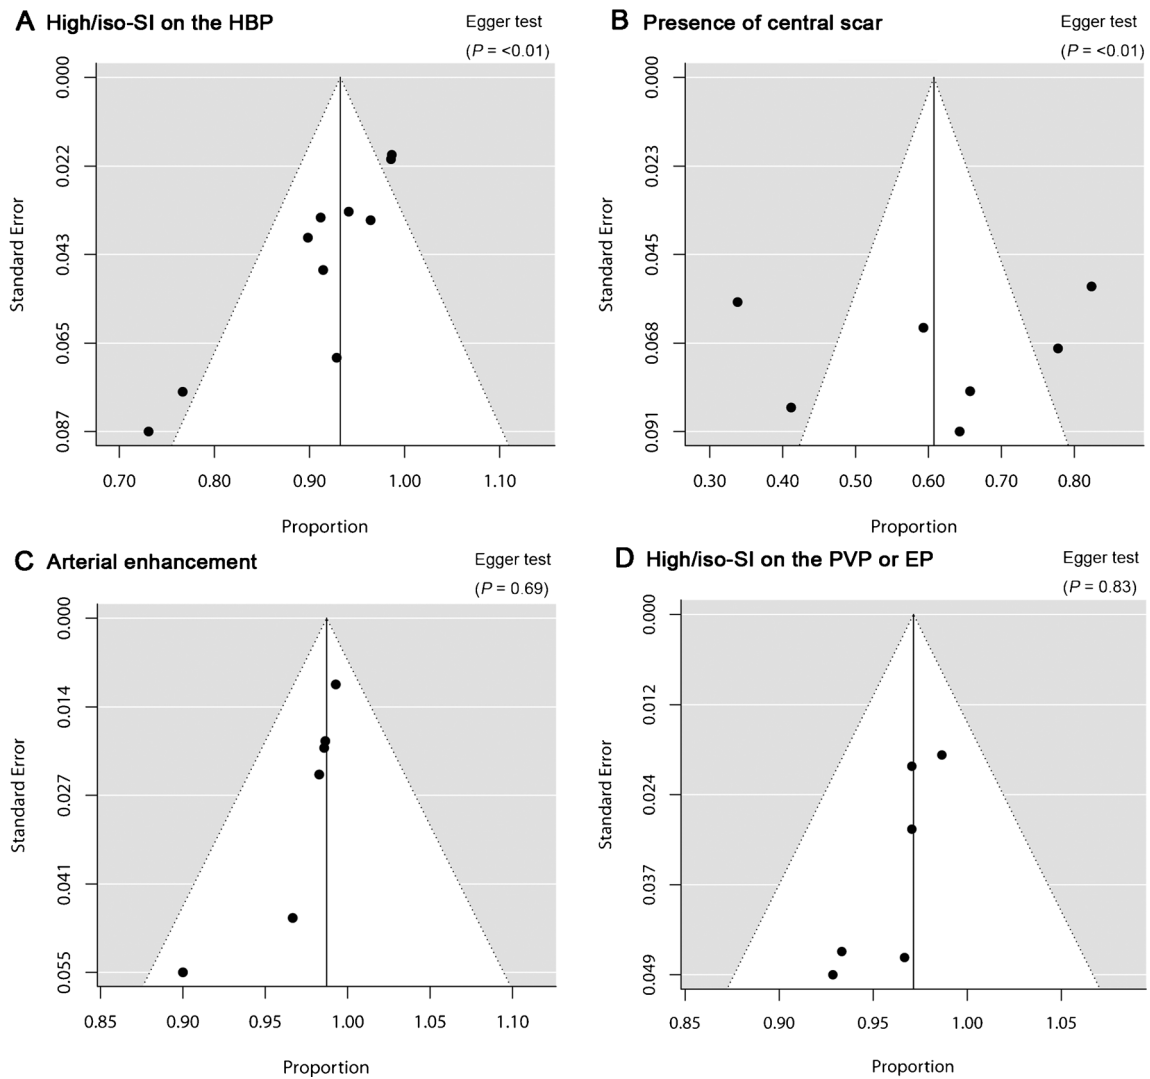 A High/iso-SI on the HBP
Egger test
(P = <0.01)
0.000
0.022
0.043
0.065
0.087
Standard Error
0.70 0.80 0.90 1.00 1.10
Proportion
B Presence of central scar
Egger test
(P = <0.01)
0.000
0.023
0.045
0.068
0.091
Standard Error
0.30 0.40 0.50 0.60 0.70 0.80
Proportion
C Arterial enhancement
Egger test
(P = 0.69)
0.000
0.014
0.027
0.041
0.055
Standard Error
0.85 0.90 0.95 1.00 1.05 1.10
Proportion
D High/iso-SI on the PVP or EP
Egger test
(P = 0.83)
0.000
0.012
0.024
0.037
0.049
Standard Error
0.85 0.90 0.95 1.00 1.05
Proportion